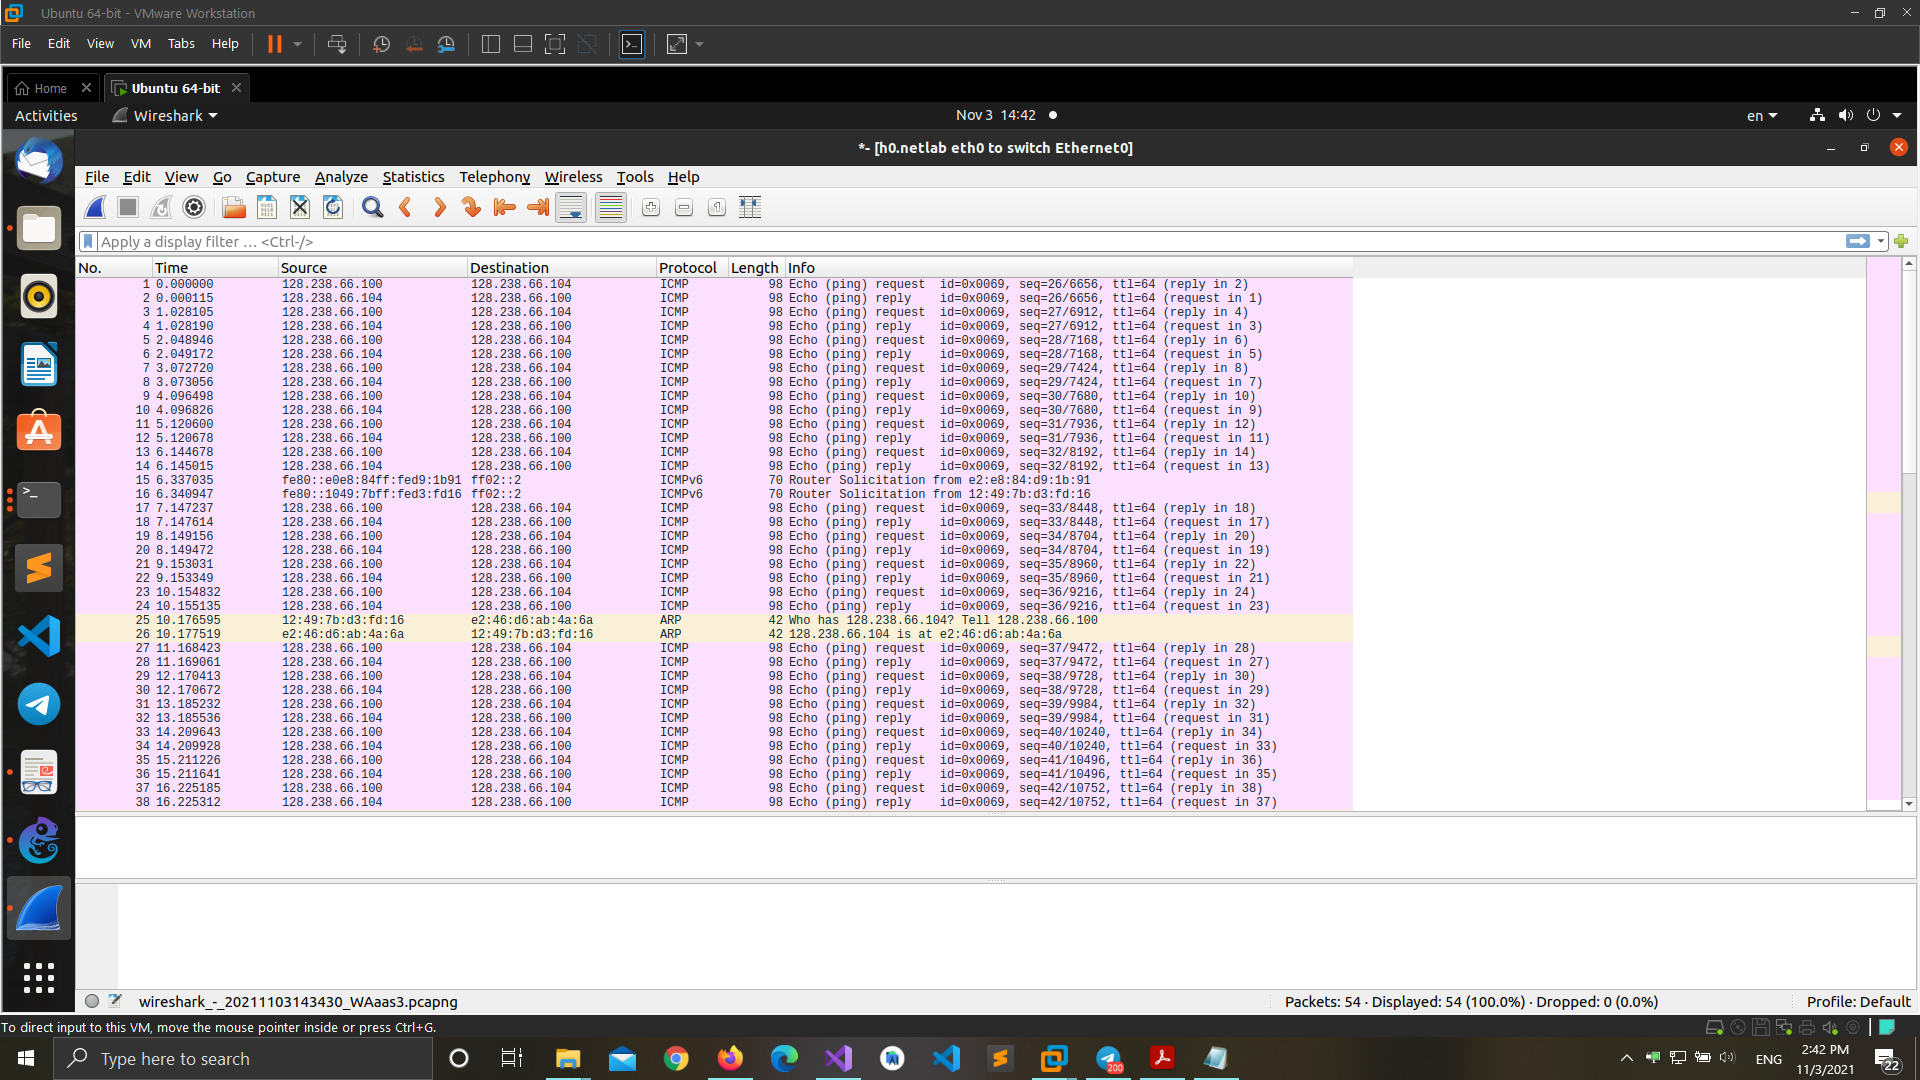 Ubuntu 64-bit - VMware Workstation
File Edit View VM Tabs Help
Home
Ubuntu 64-bit
Activities Wireshark Nov 3 14:42 en
*- [h0.netlab eth0 to switch Ethernet0]
File Edit View Go Capture Analyze Statistics Telephony Wireless Tools Help
Apply a display filter … <Ctrl-/>
No. Time Source Destination Protocol Length Info
1 0.000000 128.238.66.100 128.238.66.104 ICMP 98 Echo (ping) request id=0x0069, seq=26/6656, ttl=64 (reply in 2)
2 0.000115 128.238.66.104 128.238.66.100 ICMP 98 Echo (ping) reply id=0x0069, seq=26/6656, ttl=64 (request in 1)
3 1.028105 128.238.66.100 128.238.66.104 ICMP 98 Echo (ping) request id=0x0069, seq=27/6912, ttl=64 (reply in 4)
4 1.028190 128.238.66.104 128.238.66.100 ICMP 98 Echo (ping) reply id=0x0069, seq=27/6912, ttl=64 (request in 3)
5 2.048946 128.238.66.100 128.238.66.104 ICMP 98 Echo (ping) request id=0x0069, seq=28/7168, ttl=64 (reply in 6)
6 2.049172 128.238.66.104 128.238.66.100 ICMP 98 Echo (ping) reply id=0x0069, seq=28/7168, ttl=64 (request in 5)
7 3.072720 128.238.66.100 128.238.66.104 ICMP 98 Echo (ping) request id=0x0069, seq=29/7424, ttl=64 (reply in 8)
8 3.073056 128.238.66.104 128.238.66.100 ICMP 98 Echo (ping) reply id=0x0069, seq=29/7424, ttl=64 (request in 7)
9 4.096498 128.238.66.100 128.238.66.104 ICMP 98 Echo (ping) request id=0x0069, seq=30/7680, ttl=64 (reply in 10)
10 4.096826 128.238.66.104 128.238.66.100 ICMP 98 Echo (ping) reply id=0x0069, seq=30/7680, ttl=64 (request in 9)
11 5.120600 128.238.66.100 128.238.66.104 ICMP 98 Echo (ping) request id=0x0069, seq=31/7936, ttl=64 (reply in 12)
12 5.120678 128.238.66.104 128.238.66.100 ICMP 98 Echo (ping) reply id=0x0069, seq=31/7936, ttl=64 (request in 11)
13 6.144678 128.238.66.100 128.238.66.104 ICMP 98 Echo (ping) request id=0x0069, seq=32/8192, ttl=64 (reply in 14)
14 6.145015 128.238.66.104 128.238.66.100 ICMP 98 Echo (ping) reply id=0x0069, seq=32/8192, ttl=64 (request in 13)
15 6.337035 fe80::e0e8:84ff:fed9:1b91 ff02::2 ICMPv6 70 Router Solicitation from e2:e8:84:d9:1b:91
16 6.340947 fe80::1049:7bff:fed3:fd16 ff02::2 ICMPv6 70 Router Solicitation from 12:49:7b:d3:fd:16
17 7.147237 128.238.66.100 128.238.66.104 ICMP 98 Echo (ping) request id=0x0069, seq=33/8448, ttl=64 (reply in 18)
18 7.147614 128.238.66.104 128.238.66.100 ICMP 98 Echo (ping) reply id=0x0069, seq=33/8448, ttl=64 (request in 17)
19 8.149156 128.238.66.100 128.238.66.104 ICMP 98 Echo (ping) request id=0x0069, seq=34/8704, ttl=64 (reply in 20)
20 8.149472 128.238.66.104 128.238.66.100 ICMP 98 Echo (ping) reply id=0x0069, seq=34/8704, ttl=64 (request in 19)
21 9.153031 128.238.66.100 128.238.66.104 ICMP 98 Echo (ping) request id=0x0069, seq=35/8960, ttl=64 (reply in 22)
22 9.153349 128.238.66.104 128.238.66.100 ICMP 98 Echo (ping) reply id=0x0069, seq=35/8960, ttl=64 (request in 21)
23 10.154832 128.238.66.100 128.238.66.104 ICMP 98 Echo (ping) request id=0x0069, seq=36/9216, ttl=64 (reply in 24)
24 10.155135 128.238.66.104 128.238.66.100 ICMP 98 Echo (ping) reply id=0x0069, seq=36/9216, ttl=64 (request in 23)
25 10.176595 12:49:7b:d3:fd:16 e2:46:d6:ab:4a:6a ARP 42 Who has 128.238.66.104? Tell 128.238.66.100
26 10.177519 e2:46:d6:ab:4a:6a 12:49:7b:d3:fd:16 ARP 42 128.238.66.104 is at e2:46:d6:ab:4a:6a
27 11.168423 128.238.66.100 128.238.66.104 ICMP 98 Echo (ping) request id=0x0069, seq=37/9472, ttl=64 (reply in 28)
28 11.169061 128.238.66.104 128.238.66.100 ICMP 98 Echo (ping) reply id=0x0069, seq=37/9472, ttl=64 (request in 27)
29 12.170413 128.238.66.100 128.238.66.104 ICMP 98 Echo (ping) request id=0x0069, seq=38/9728, ttl=64 (reply in 30)
30 12.170672 128.238.66.104 128.238.66.100 ICMP 98 Echo (ping) reply id=0x0069, seq=38/9728, ttl=64 (request in 29)
31 13.185232 128.238.66.100 128.238.66.104 ICMP 98 Echo (ping) request id=0x0069, seq=39/9984, ttl=64 (reply in 32)
32 13.185536 128.238.66.104 128.238.66.100 ICMP 98 Echo (ping) reply id=0x0069, seq=39/9984, ttl=64 (request in 31)
33 14.209643 128.238.66.100 128.238.66.104 ICMP 98 Echo (ping) request id=0x0069, seq=40/10240, ttl=64 (reply in 34)
34 14.209928 128.238.66.104 128.238.66.100 ICMP 98 Echo (ping) reply id=0x0069, seq=40/10240, ttl=64 (request in 33)
35 15.211226 128.238.66.100 128.238.66.104 ICMP 98 Echo (ping) request id=0x0069, seq=41/10496, ttl=64 (reply in 36)
36 15.211641 128.238.66.104 128.238.66.100 ICMP 98 Echo (ping) reply id=0x0069, seq=41/10496, ttl=64 (request in 35)
37 16.225185 128.238.66.100 128.238.66.104 ICMP 98 Echo (ping) request id=0x0069, seq=42/10752, ttl=64 (reply in 38)
38 16.225312 128.238.66.104 128.238.66.100 ICMP 98 Echo (ping) reply id=0x0069, seq=42/10752, ttl=64 (request in 37)
wireshark_-_20211103143430_WAaas3.pcapng Packets: 54 · Displayed: 54 (100.0%) · Dropped: 0 (0.0%) Profile: Default
To direct input to this VM, move the mouse pointer inside or press Ctrl+G.
Type here to search
200
ENG
2:42 PM
11/3/2021
22